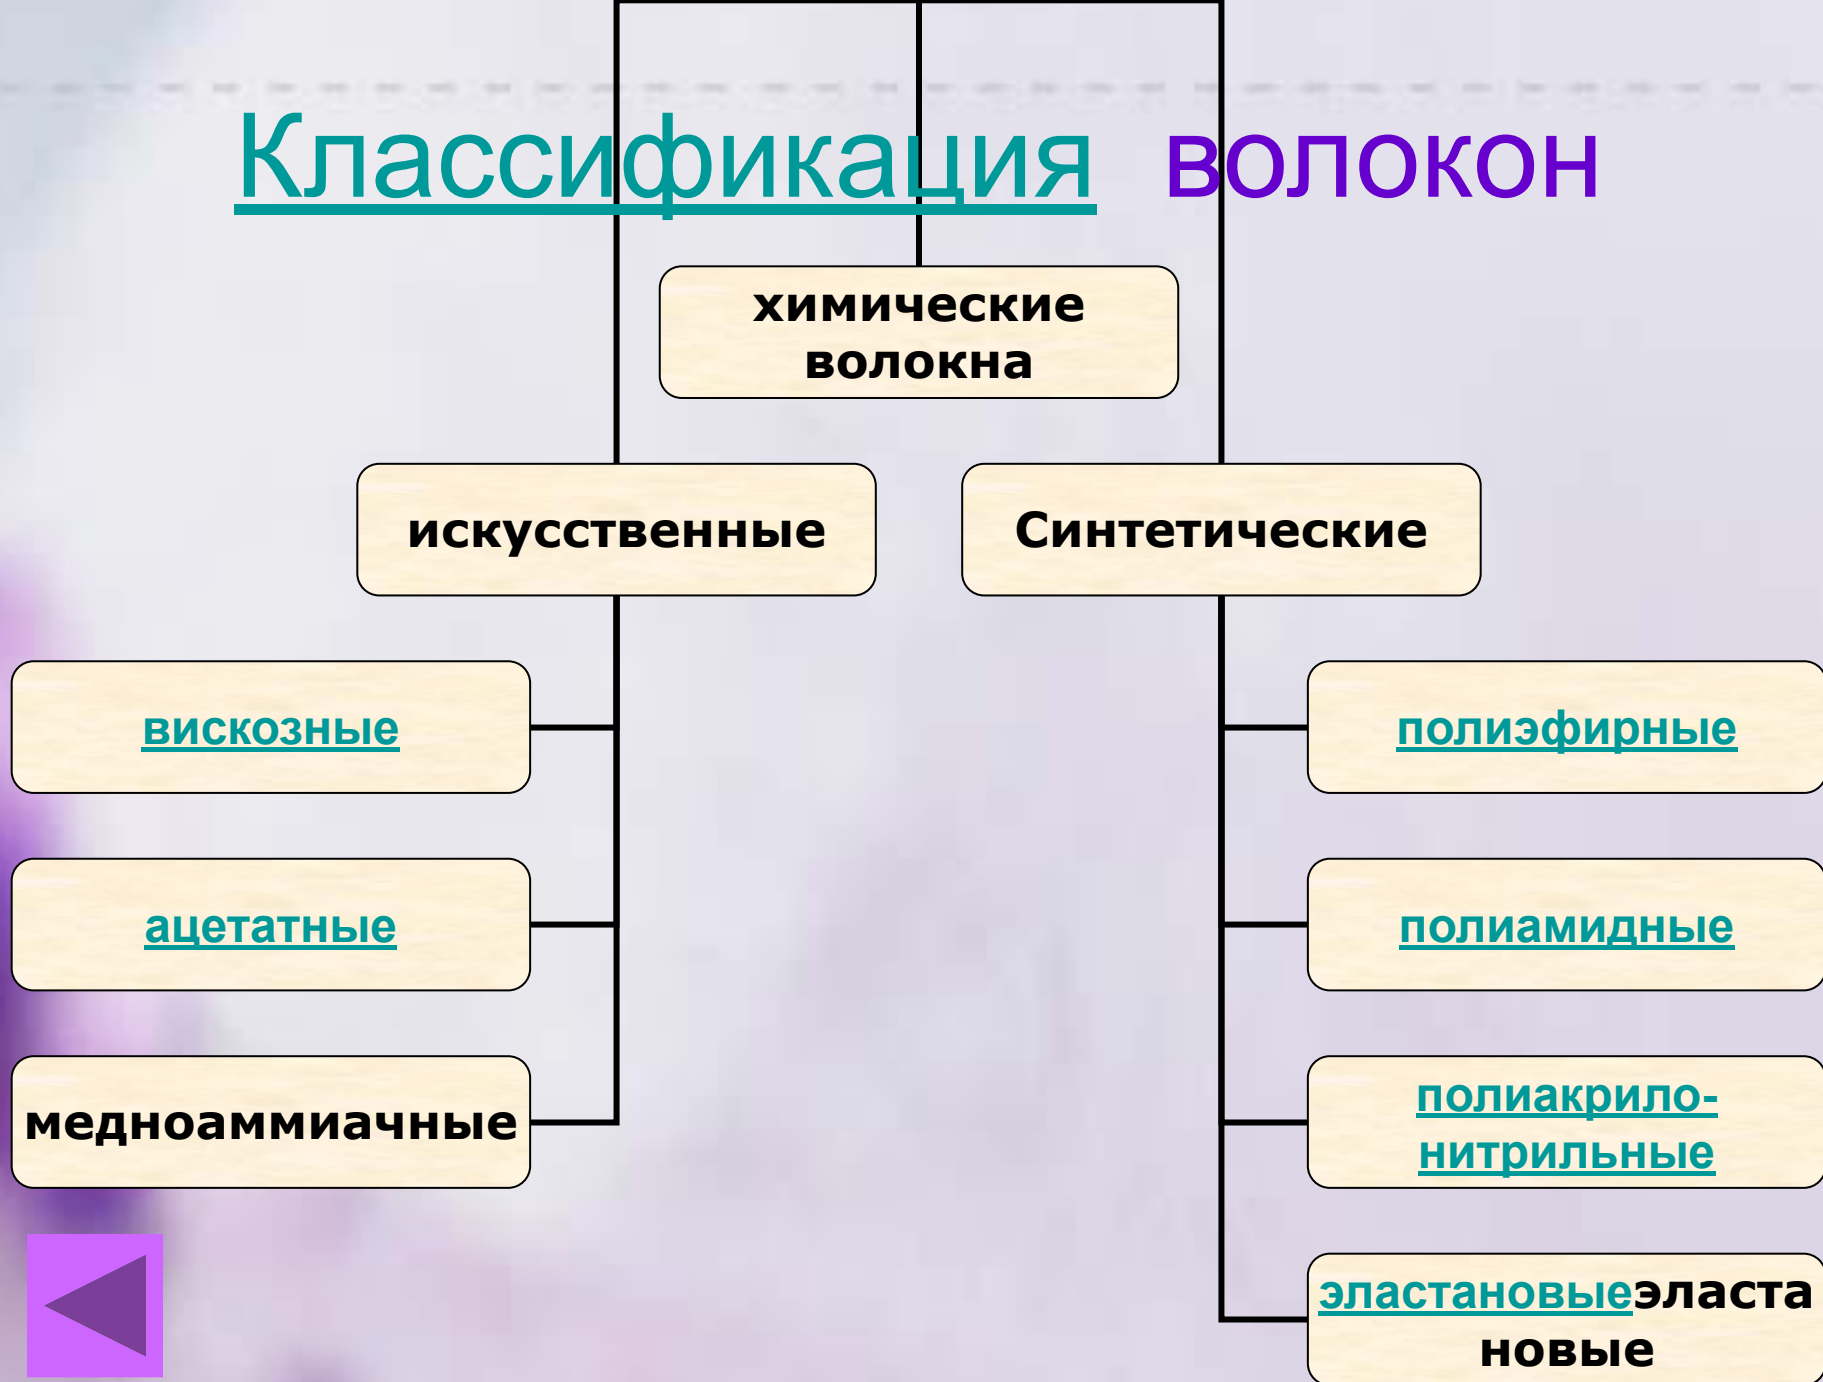 Классификация волокон
химические
волокна
искусственные
Синтетические
вискозные
полиэфирные
ацетатные
полиамидные
медноаммиачные
полиакрило-
нитрильные
эластановыеэласта
новые